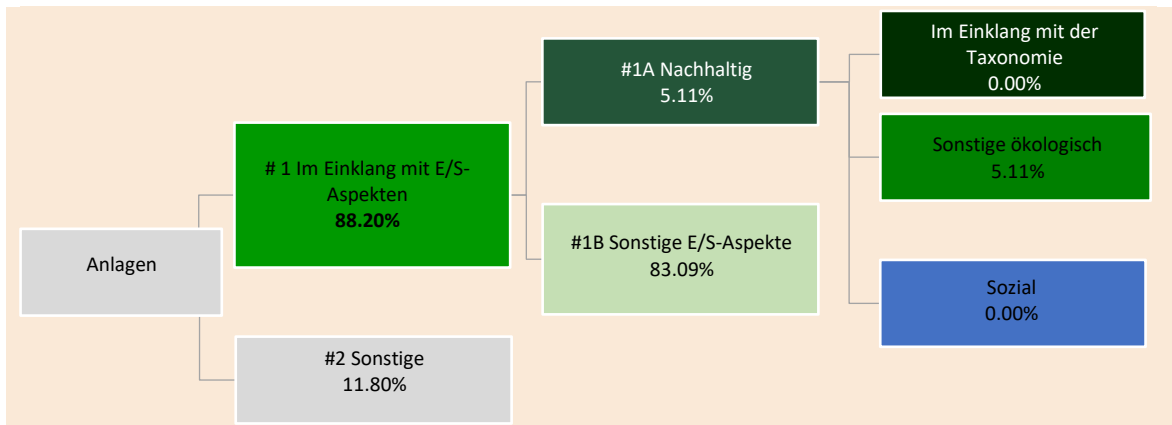 Anlagen
# 1 Im Einklang mit E/S-
Aspekten
88.20%
#2 Sonstige
11.80%
#1A Nachhaltig
5.11%
#1B Sonstige E/S-Aspekte
83.09%
Im Einklang mit der
Taxonomie
0.00%
Sonstige ökologisch
5.11%
Sozial
0.00%